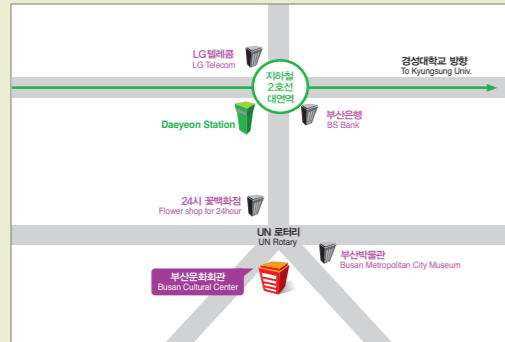 LG텔레콤
LG Telecom
경성대학교 방향
To Kyungsung Univ.
지하철
2호선
대연역
Daeyeon Station
부산은행
BS Bank
24시 꽃백화점
Flower shop for 24hour
UN 로터리
UN Rotary
부산박물관
Busan Metropolitan City Museum
부산문화회관
Busan Cultural Center